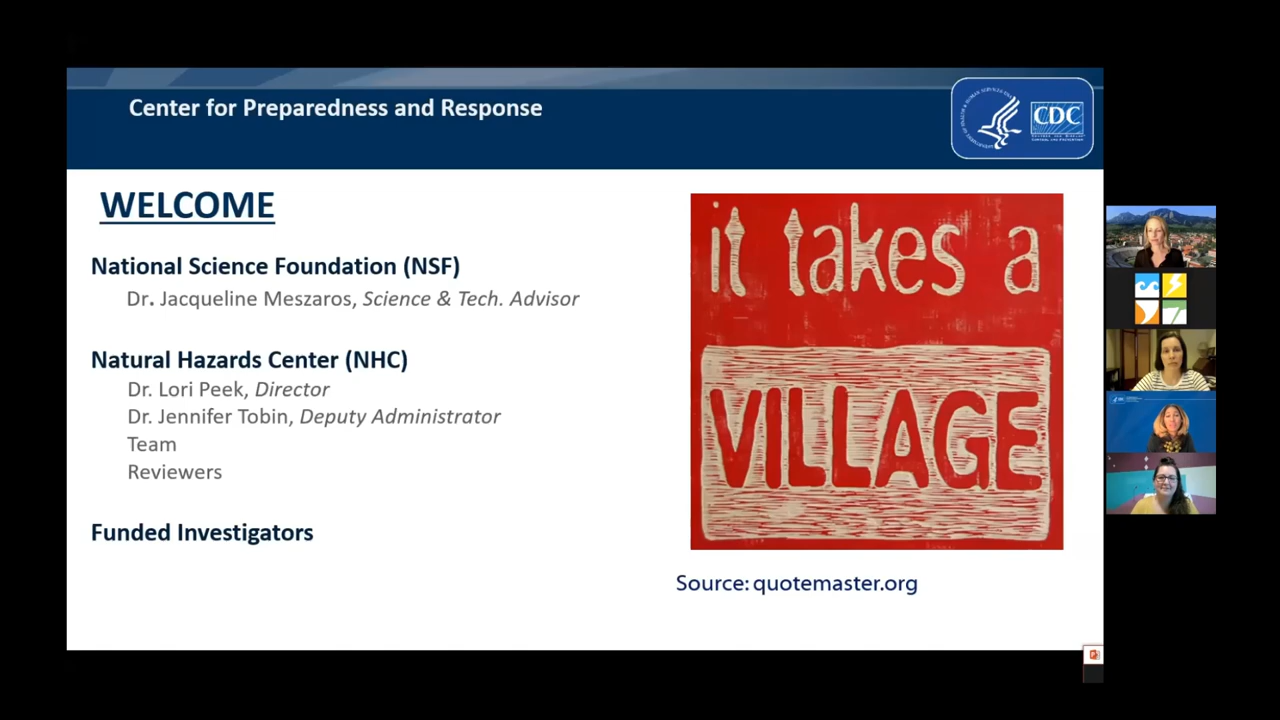 Center for Preparedness and Response
CDC
WELCOME
National Science Foundation (NSF)
Dr. Jacqueline Meszaros, Science & Tech. Advisor
Natural Hazards Center (NHC)
Dr. Lori Peek, Director
Dr. Jennifer Tobin, Deputy Administrator
Team
Reviewers
Funded Investigators
it takes a
VILLAGE
Source: quotemaster.org